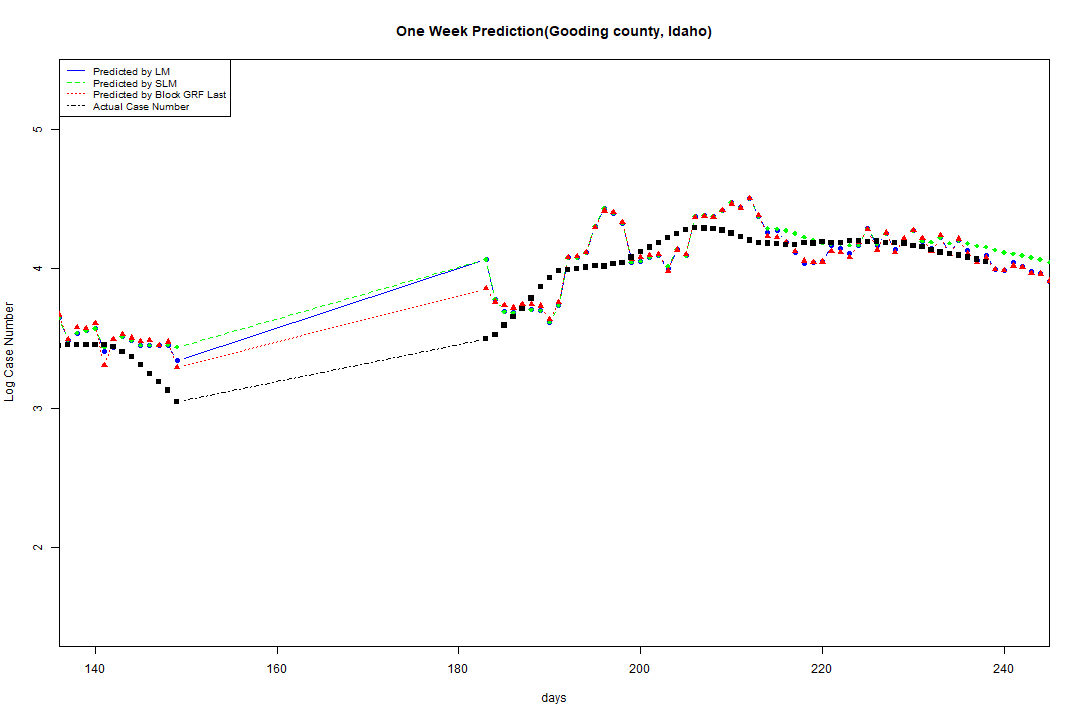 One Week Prediction(Gooding county, Idaho)
Predicted by LM
Predicted by SLM
Predicted by Block GRF Last
Actual Case Number
5
4
3
2
Log Case Number
140 160 180 200 220 240
days